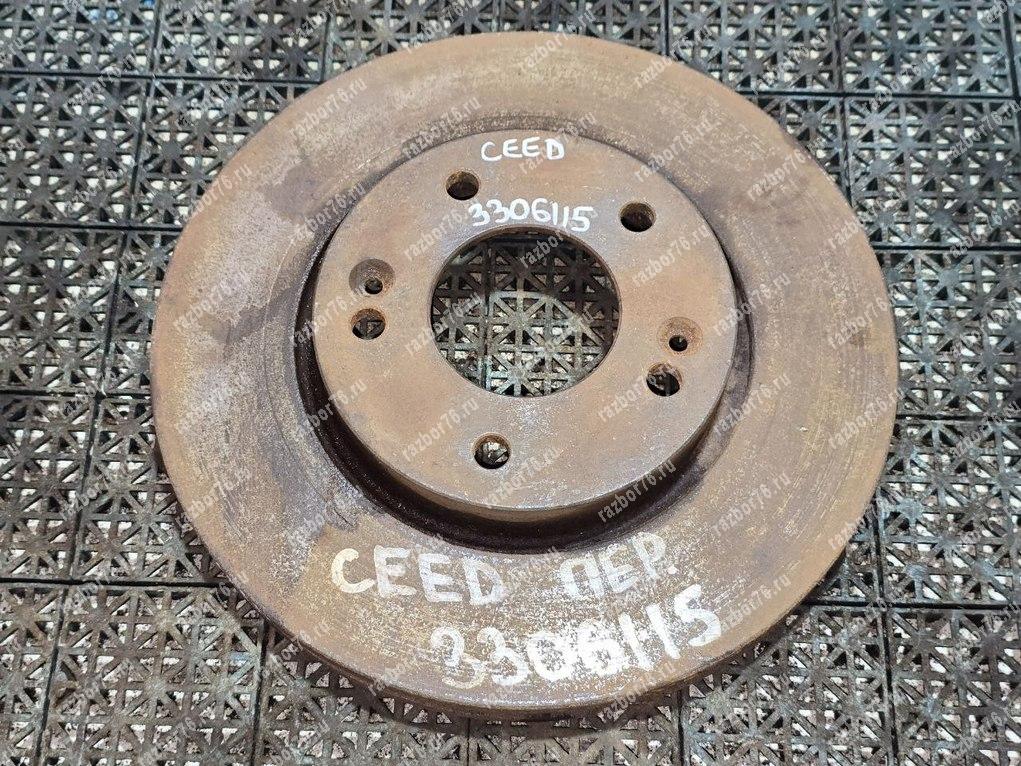 CEED
3306115
CEED ПЕР.
3306115
razbor76.ru